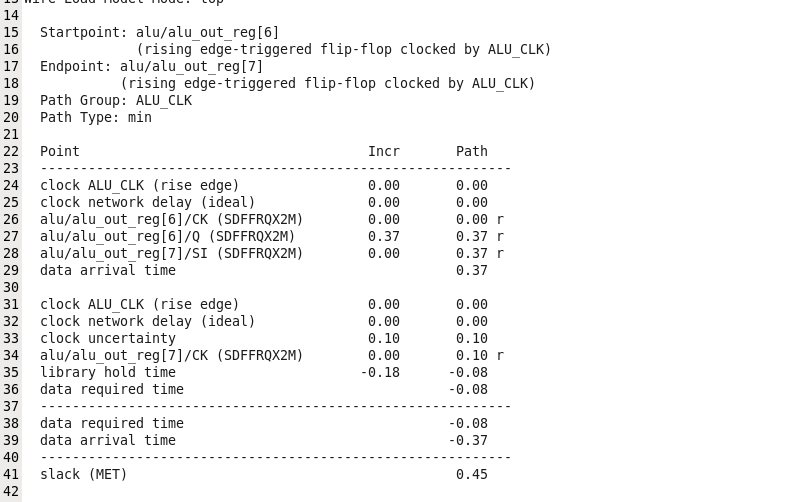 13 Wire Load Model Mode: top
14
15 Startpoint: alu/alu_out_reg[6]
16 (rising edge-triggered flip-flop clocked by ALU_CLK)
17 Endpoint: alu/alu_out_reg[7]
18 (rising edge-triggered flip-flop clocked by ALU_CLK)
19 Path Group: ALU_CLK
20 Path Type: min
21
22 Point Incr Path
23 -----------------------------------------------------------
24 clock ALU_CLK (rise edge) 0.00 0.00
25 clock network delay (ideal) 0.00 0.00
26 alu/alu_out_reg[6]/CK (SDFFRQX2M) 0.00 0.00 r
27 alu/alu_out_reg[6]/Q (SDFFRQX2M) 0.37 0.37 r
28 alu/alu_out_reg[7]/SI (SDFFRQX2M) 0.00 0.37 r
29 data arrival time 0.37
30
31 clock ALU_CLK (rise edge) 0.00 0.00
32 clock network delay (ideal) 0.00 0.00
33 clock uncertainty 0.10 0.10
34 alu/alu_out_reg[7]/CK (SDFFRQX2M) 0.00 0.10 r
35 library hold time -0.18 -0.08
36 data required time -0.08
37 -----------------------------------------------------------
38 data required time -0.08
39 data arrival time -0.37
40 -----------------------------------------------------------
41 slack (MET) 0.45
42